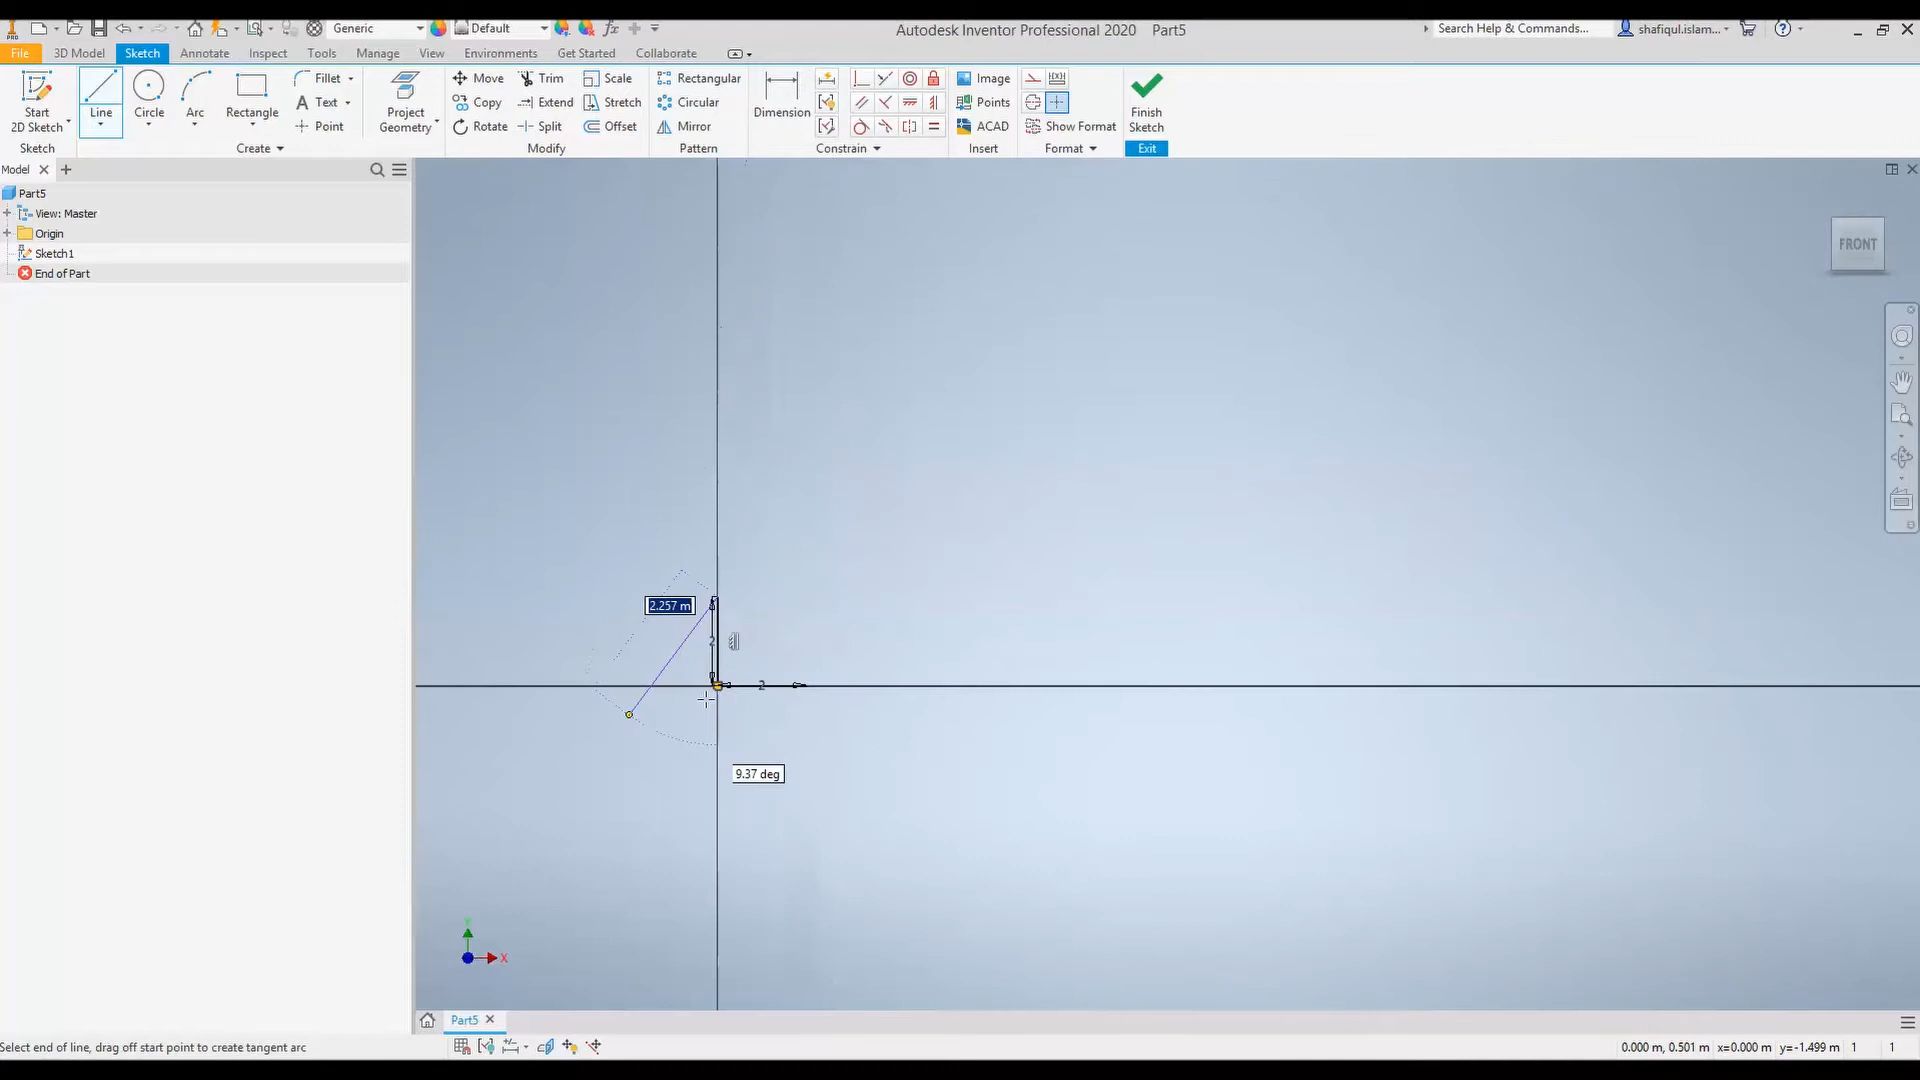 Generic
Default
Autodesk Inventor Professional 2020 Part5
Search Help & Commands...
shafiqul.islam...
File 3D Model Sketch Annotate Inspect Tools Manage View Environments Get Started Collaborate
Start
2D Sketch
Line
Circle
Arc
Rectangle
Fillet
Text
Point
Project
Geometry
Move
Copy
Rotate
Trim
Extend
Split
Scale
Stretch
Offset
Rectangular
Circular
Mirror
Dimension
Image
Points
ACAD
Show Format
Finish
Sketch
Sketch Create Modify Pattern Constrain Insert Format Exit
Model
Part5
View: Master
Origin
Sketch1
End of Part
FRONT
2.257 m
2
2
9.37 deg
Y
X
Part5
Select end of line, drag off start point to create tangent arc
0.000 m, 0.501 m x=0.000 m y=-1.499 m 1 1